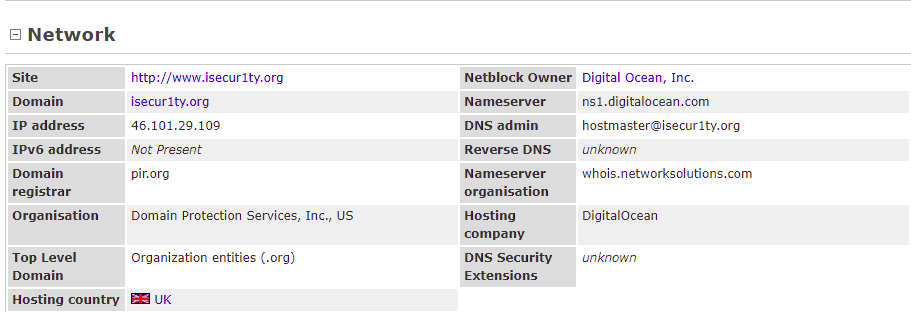 Network
Site http://www.isecur1ty.org Netblock Owner Digital Ocean, Inc.
Domain isecur1ty.org Nameserver ns1.digitalocean.com
IP address 46.101.29.109 DNS admin hostmaster@isecur1ty.org
IPv6 address Not Present Reverse DNS unknown
Domain registrar pir.org Nameserver organisation whois.networksolutions.com
Organisation Domain Protection Services, Inc., US Hosting company DigitalOcean
Top Level Domain Organization entities (.org) DNS Security Extensions unknown
Hosting country UK